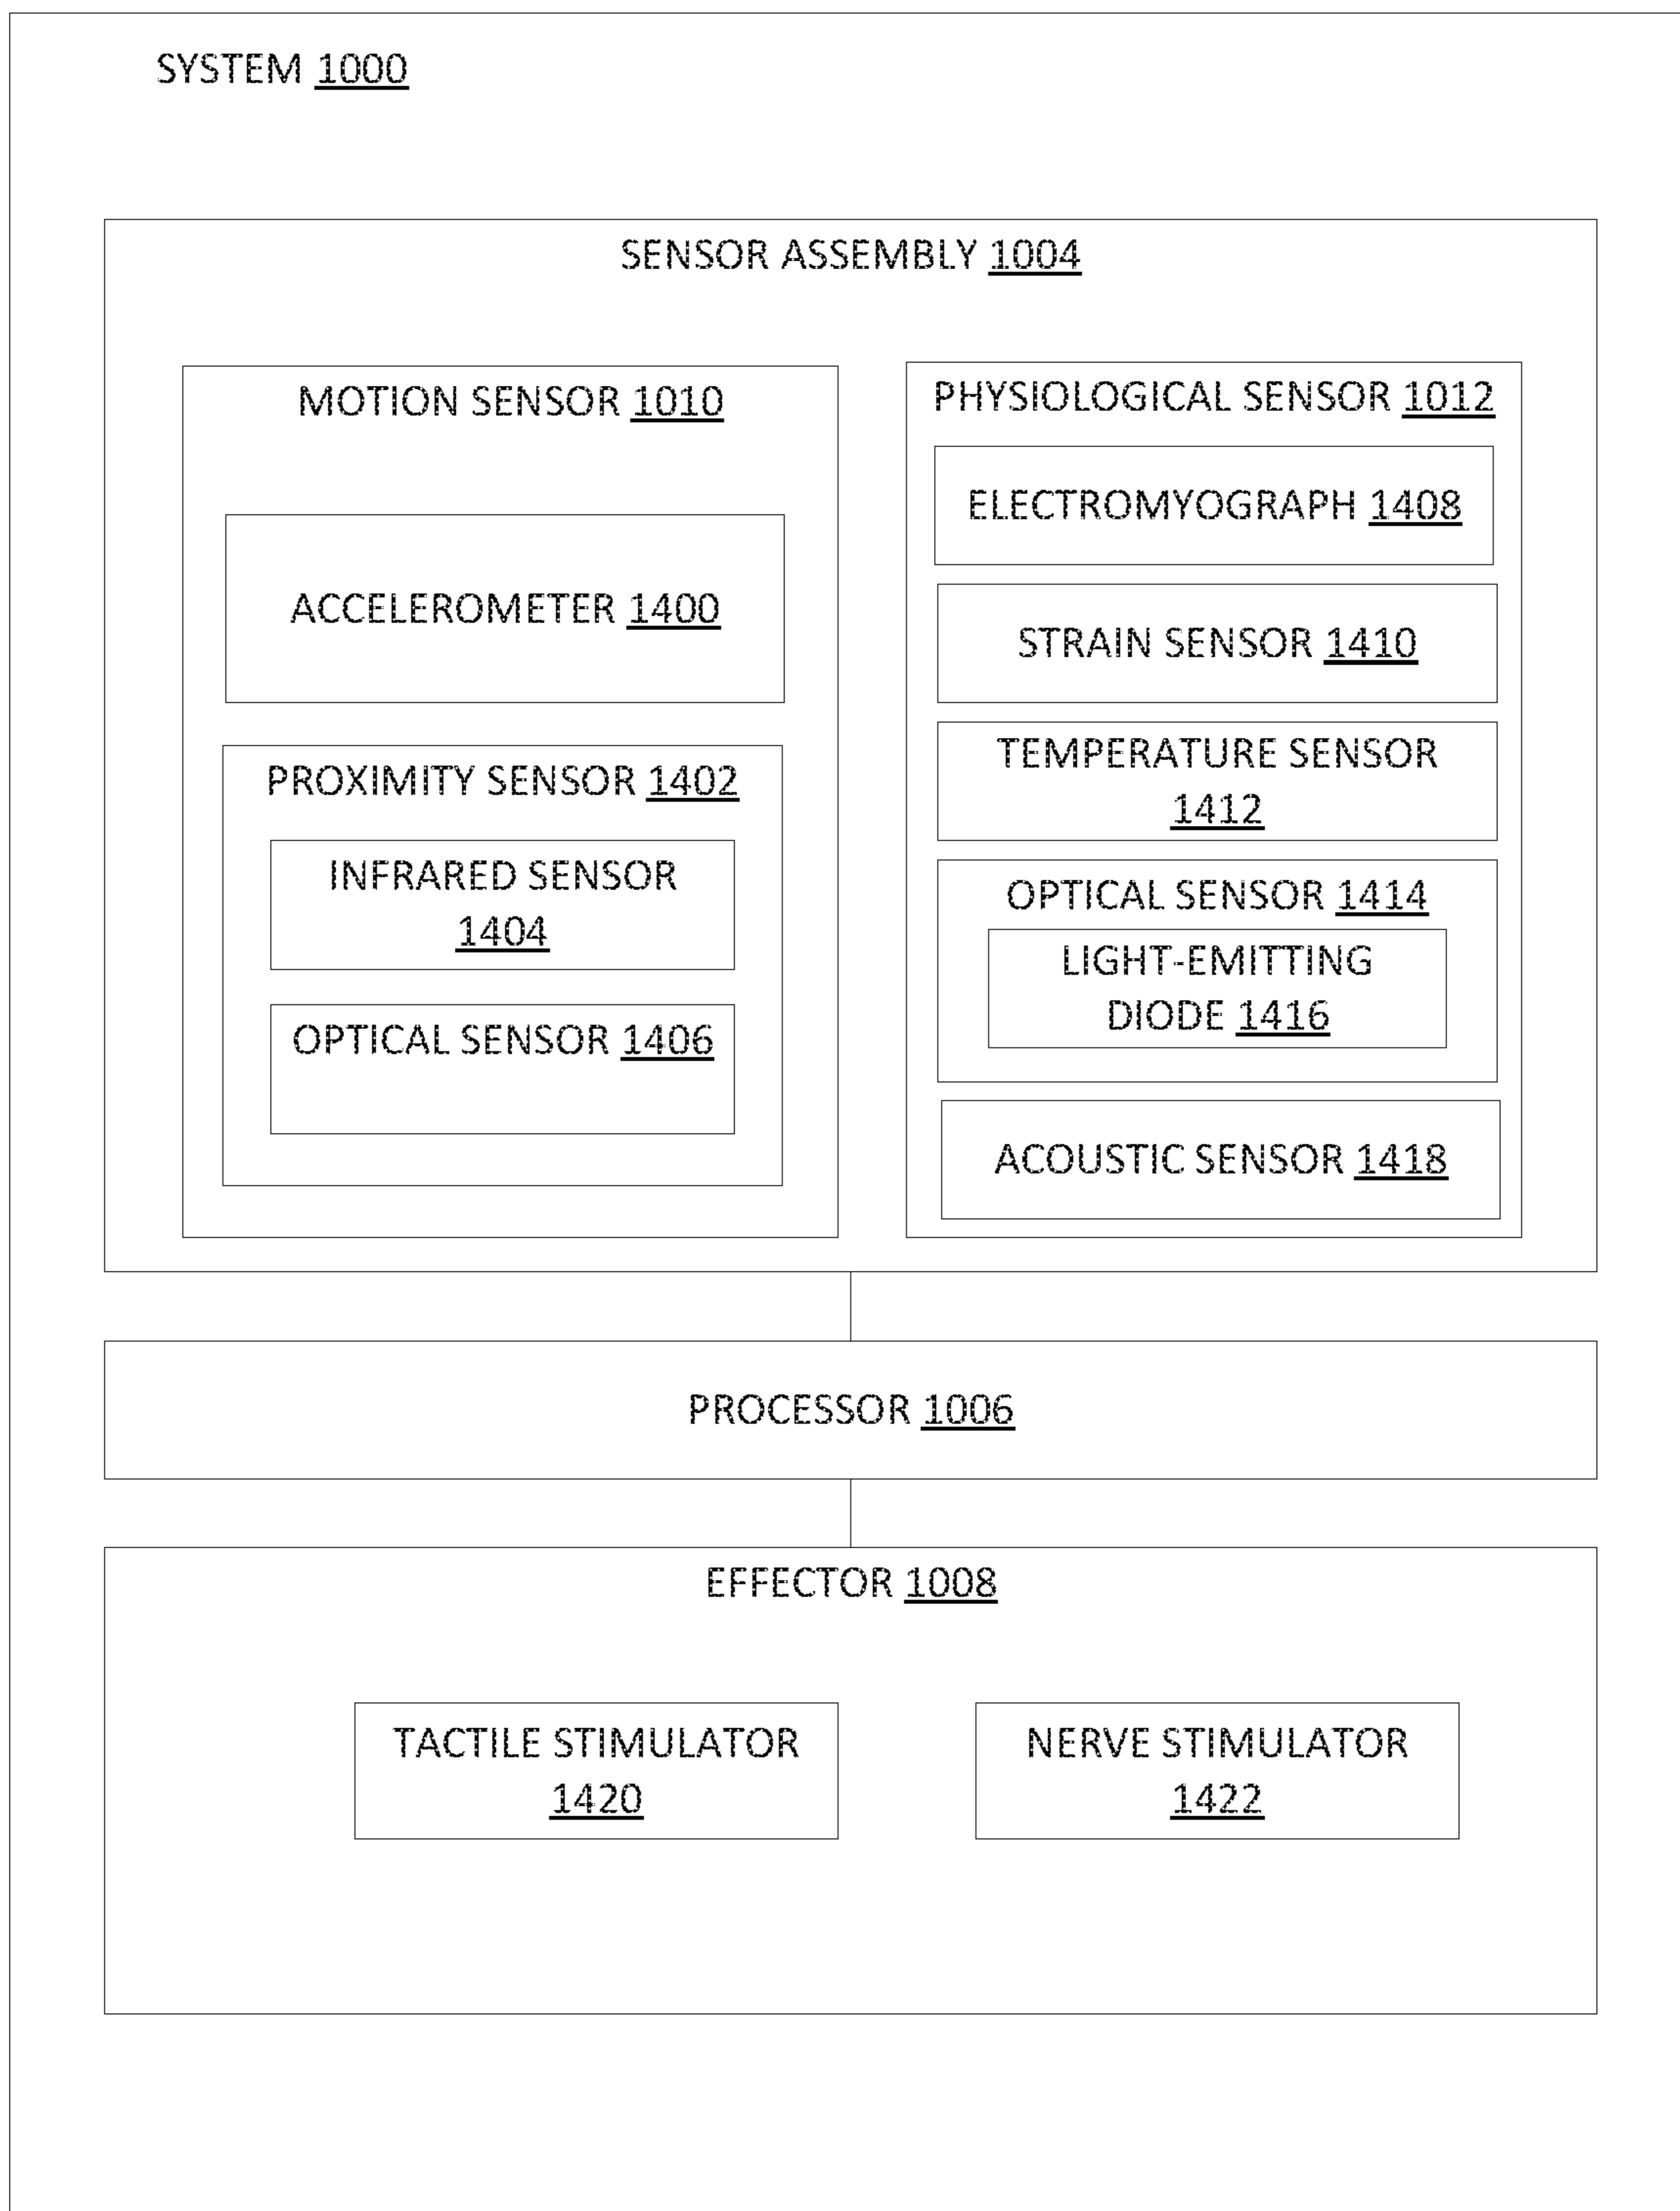 SYSTEM 1000
SENSOR ASSEMBLY 1004
MOTION SENSOR 1010
ACCELEROMETER 1400
PROXIMITY SENSOR 1402
INFRARED SENSOR
1404
OPTICAL SENSOR 1406
PHYSIOLOGICAL SENSOR 1012
ELECTROMYOGRAPH 1408
STRAIN SENSOR 1410
TEMPERATURE SENSOR
1412
OPTICAL SENSOR 1414
LIGHT-EMITTING
DIODE 1416
ACOUSTIC SENSOR 1418
PROCESSOR 1006
EFFECTOR 1008
TACTILE STIMULATOR
1420
NERVE STIMULATOR
1422